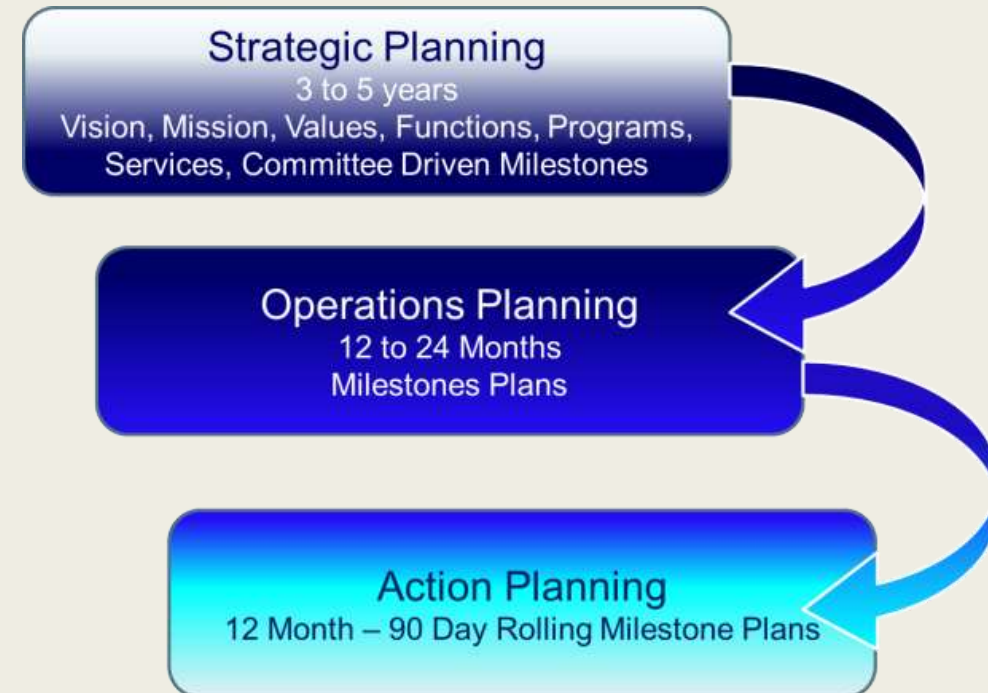 Strategic Planning
3 to 5 years
Vision, Mission, Values, Functions, Programs,
Services, Committee Driven Milestones
Operations Planning
12 to 24 Months
Milestones Plans
Action Planning
12 Month – 90 Day Rolling Milestone Plans